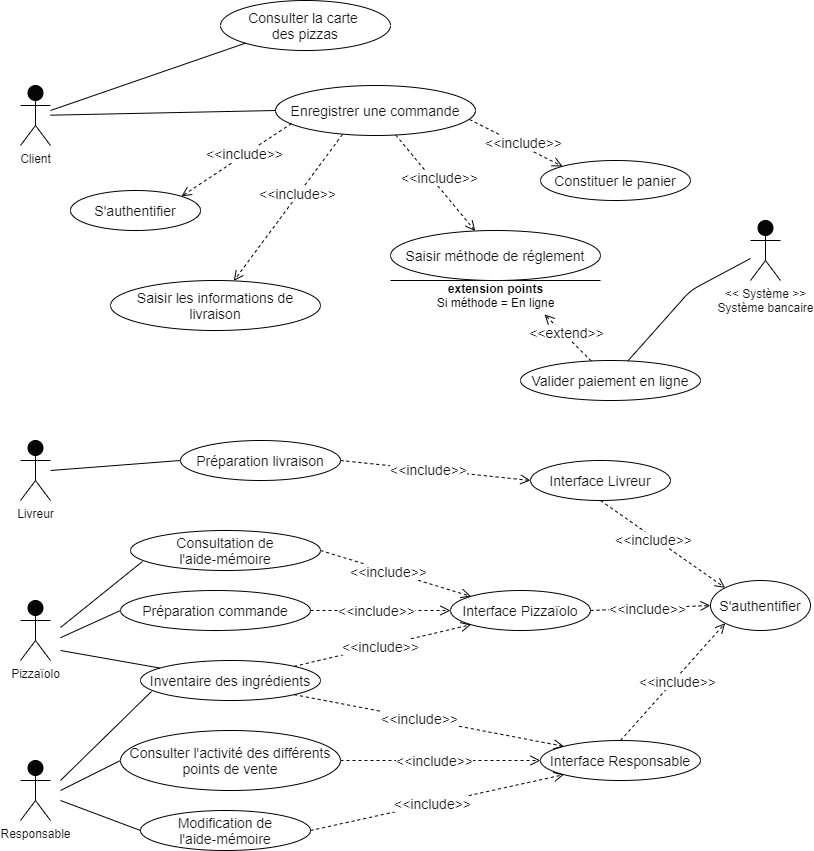 Consulter la carte
des pizzas
Client
Enregistrer une commande
<<include>>
<<include>>
<<include>>
<<include>>
S'authentifier
Constituer le panier
Saisir les informations de
livraison
Saisir méthode de réglement
extension points
Si méthode = En ligne
<< Système >>
Système bancaire
<<extend>>
Valider paiement en ligne
Livreur
Préparation livraison
<<include>>
Interface Livreur
<<include>>
Consultation de
l'aide-mémoire
<<include>>
Pizzaïolo
Préparation commande
<<include>>
Interface Pizzaïolo
<<include>>
S'authentifier
<<include>>
Inventaire des ingrédients
<<include>>
<<include>>
Responsable
Consulter l'activité des différents
points de vente
<<include>>
Interface Responsable
Modification de
l'aide-mémoire
<<include>>